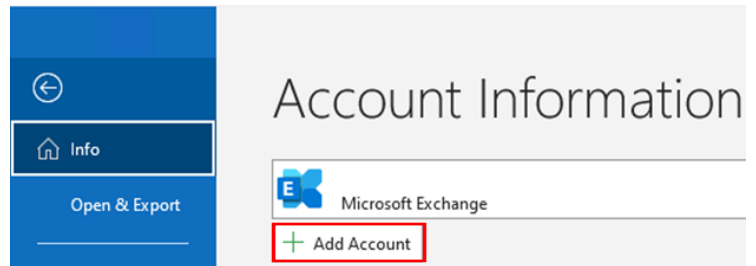 Account Information
Info
Open & Export
E
Microsoft Exchange
Add Account